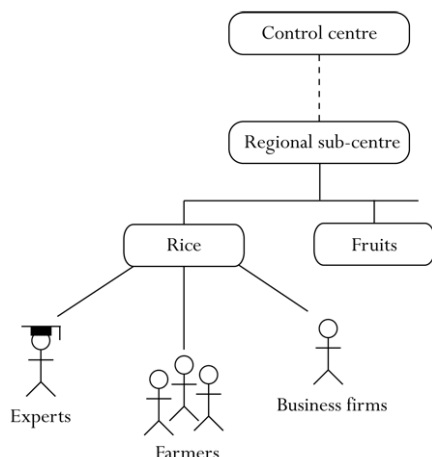 Control centre
Regional sub-centre
Rice
Fruits
Experts
Farmers
Business firms